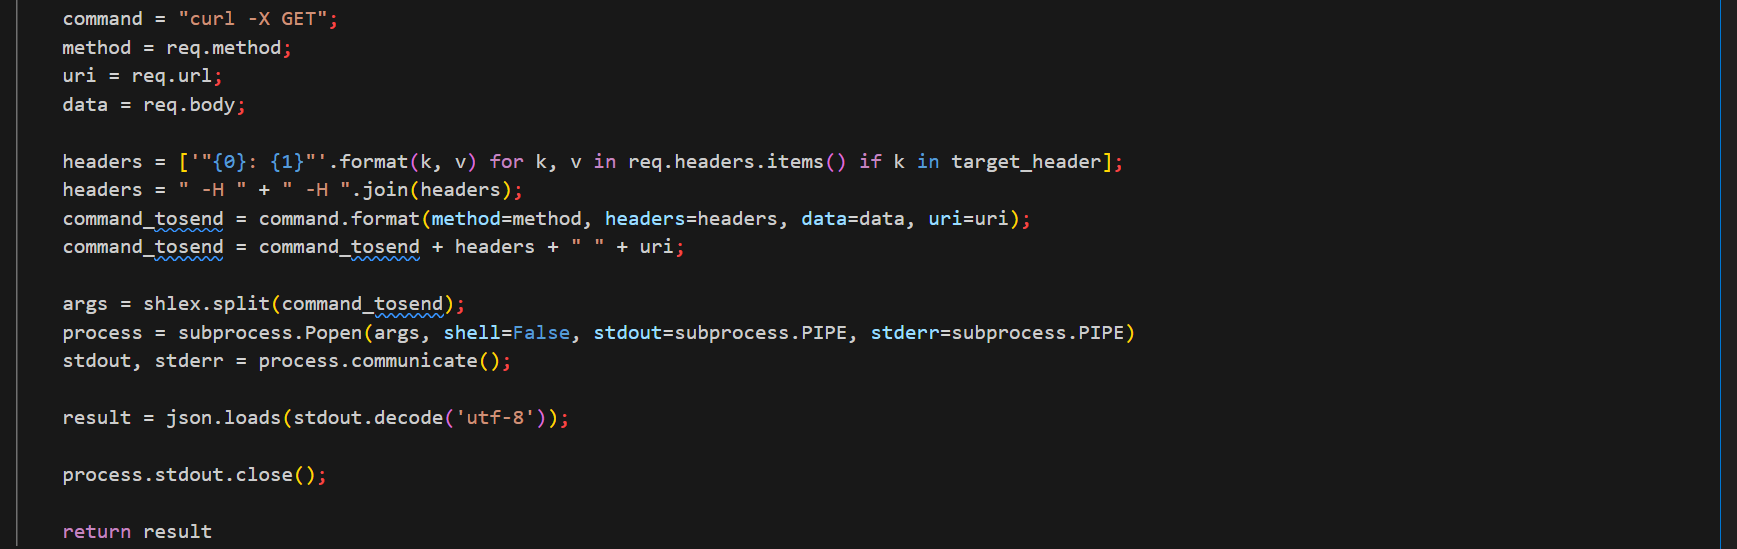 command = "curl -X GET";
method = req.method;
uri = req.url;
data = req.body;
headers = ['"{0}: {1}"'.format(k, v) for k, v in req.headers.items() if k in target_header];
headers = " -H " + " -H ".join(headers);
command_tosend = command.format(method=method, headers=headers, data=data, uri=uri);
command_tosend = command_tosend + headers + " " + uri;
args = shlex.split(command_tosend);
process = subprocess.Popen(args, shell=False, stdout=subprocess.PIPE, stderr=subprocess.PIPE)
stdout, stderr = process.communicate();
result = json.loads(stdout.decode('utf-8'));
process.stdout.close();
return result